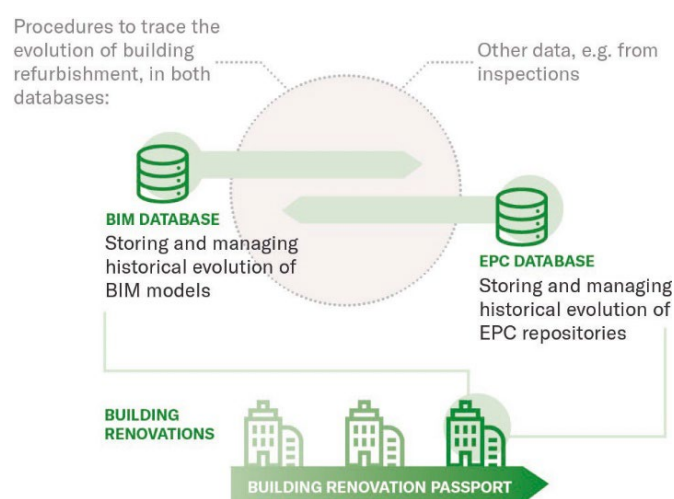 Procedures to trace the
evolution of building
refurbishment, in both
databases:
Other data, e.g. from
inspections
BIM DATABASE
Storing and managing
historical evolution of
BIM models
EPC DATABASE
Storing and managing
historical evolution of
EPC repositories
BUILDING
RENOVATIONS
BUILDING RENOVATION PASSPORT